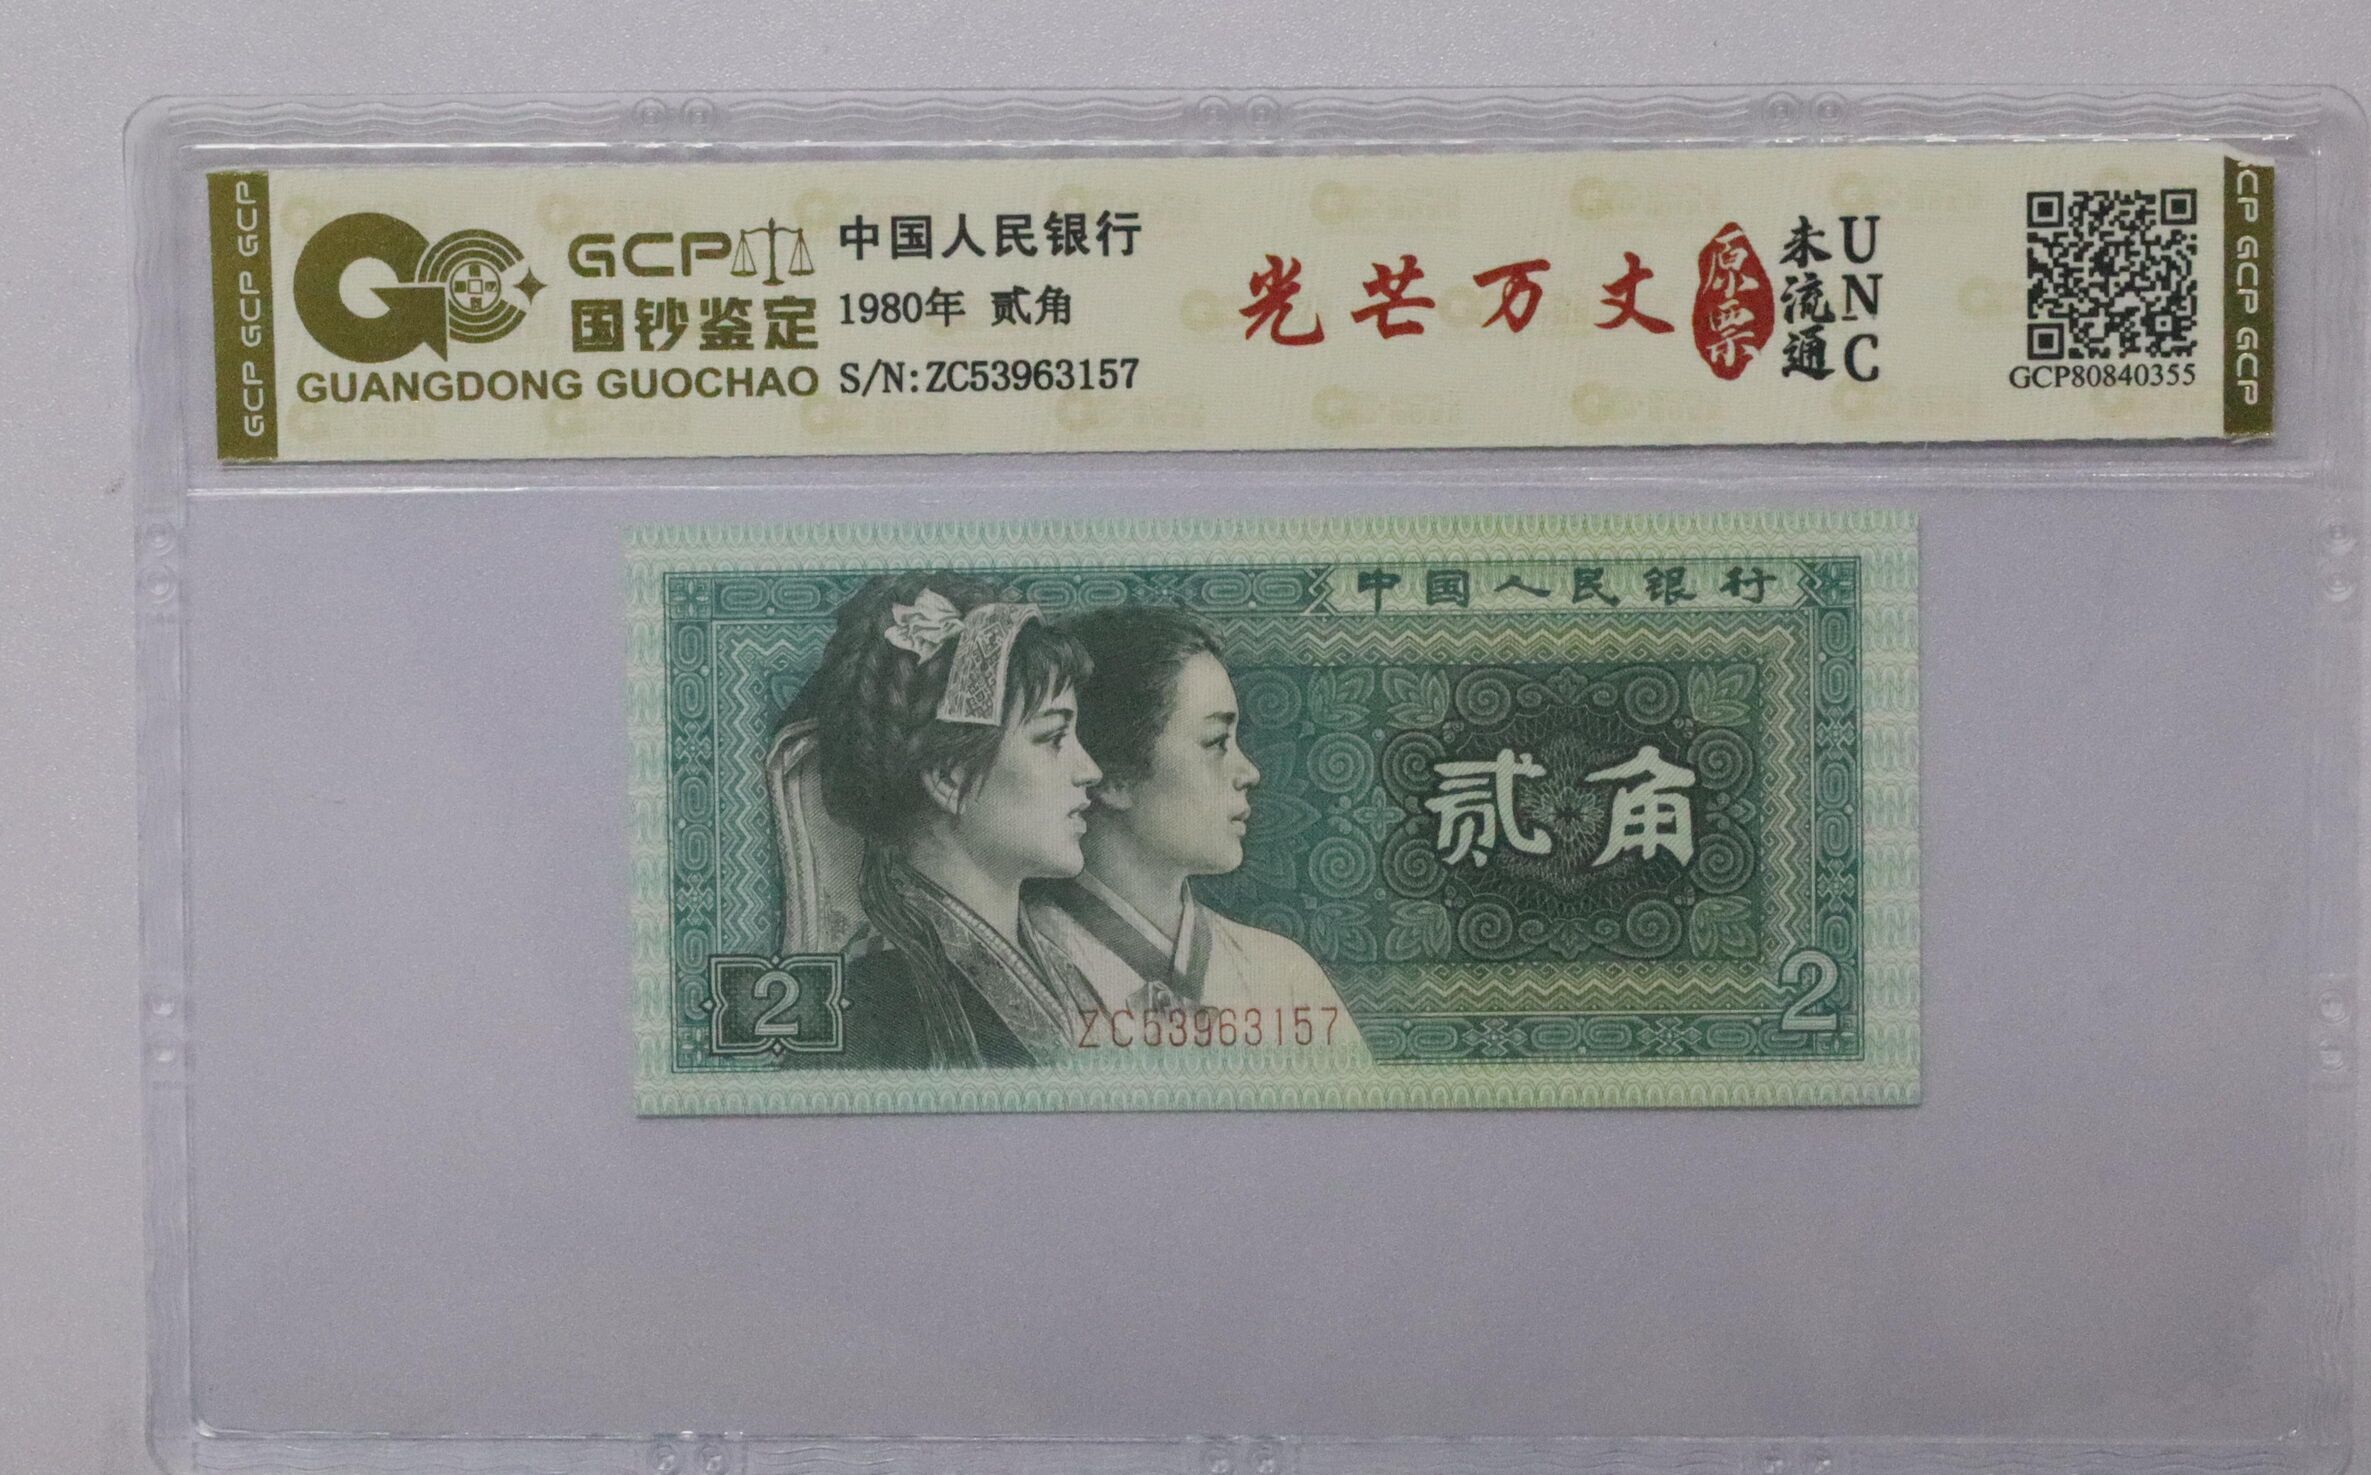 GCP GCP GCP
GCP
国钞鉴定
GUANGDONG GUOCHAO
中国人民银行
1980年 贰角
S/N:ZC53963157
光芒万丈
原票
未流通
UNC
GCP80840355
GCP GCP GCP
中国人民银行
贰角
2
2
ZC53963157